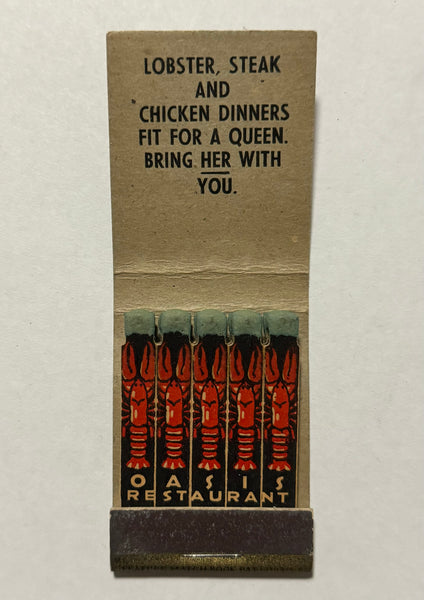 LOBSTER, STEAK
AND
CHICKEN DINNERS
FIT FOR A QUEEN.
BRING HER WITH
YOU.
OASIS
RESTAURANT